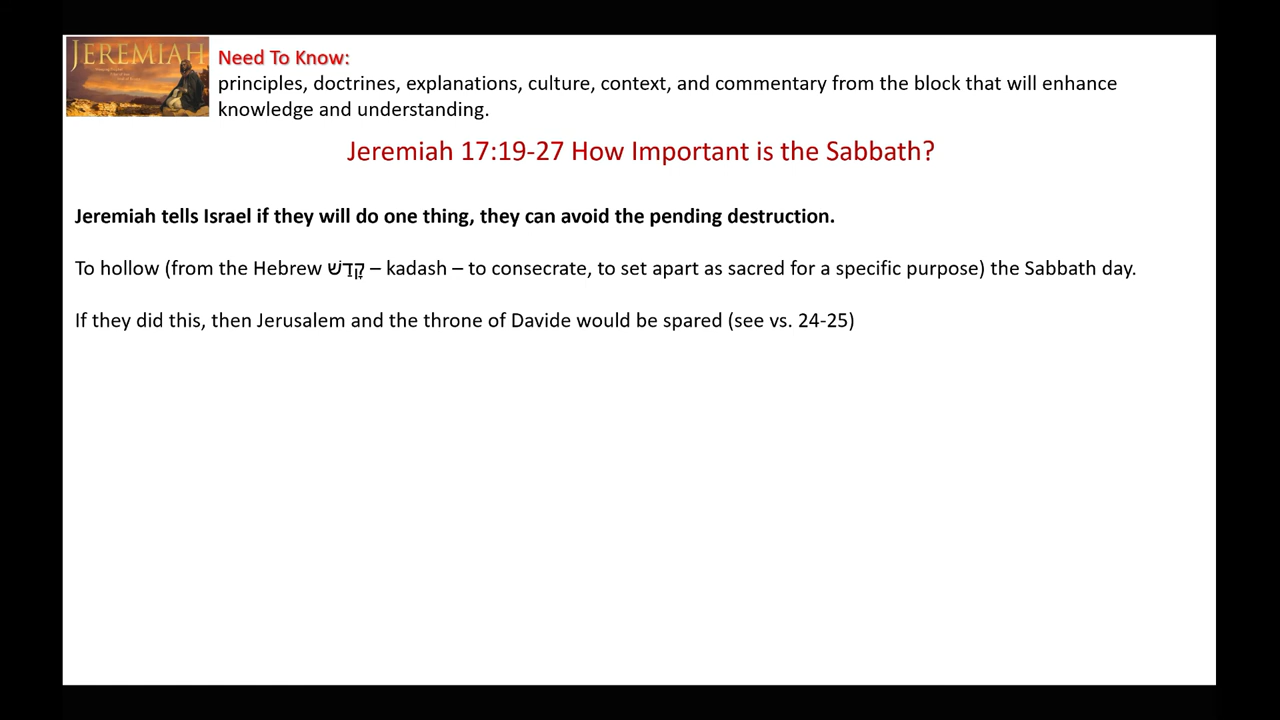 JEREMIAH
Need To Know:
principles, doctrines, explanations, culture, context, and commentary from the block that will enhance
knowledge and understanding.
Jeremiah 17:19-27 How Important is the Sabbath?
Jeremiah tells Israel if they will do one thing, they can avoid the pending destruction.
To hollow (from the Hebrew קָדַשׁ – kadash – to consecrate, to set apart as sacred for a specific purpose) the Sabbath day.
If they did this, then Jerusalem and the throne of Davide would be spared (see vs. 24-25)